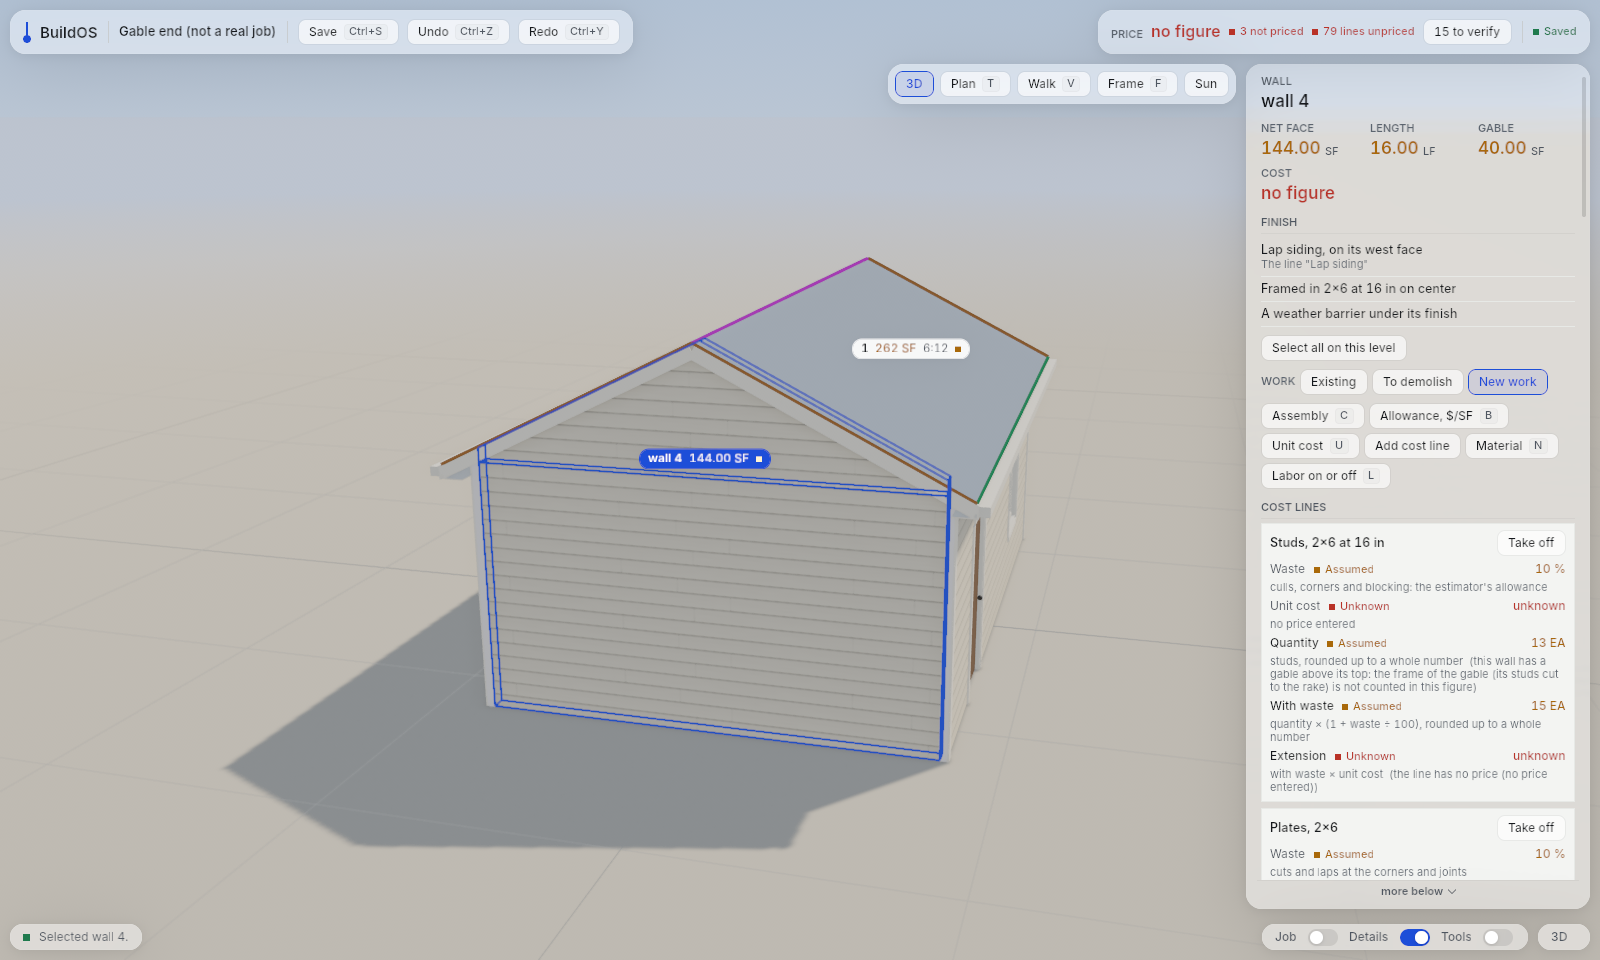 BuildOS
Gable end (not a real job)
Save Ctrl+S
Undo Ctrl+Z
Redo Ctrl+Y
PRICE no figure
3 not priced
79 lines unpriced
15 to verify
Saved
3D
Plan T
Walk V
Frame F
Sun
WALL
wall 4
NET FACE LENGTH GABLE
144.00 SF 16.00 LF 40.00 SF
COST
no figure
FINISH
Lap siding, on its west face
The line "Lap siding"
Framed in 2×6 at 16 in on center
A weather barrier under its finish
Select all on this level
WORK Existing To demolish New work
Assembly C Allowance, $/SF B
Unit cost U Add cost line Material N
Labor on or off L
COST LINES
Studs, 2×6 at 16 in Take off
Waste Assumed 10 %
culls, corners and blocking: the estimator's allowance
Unit cost Unknown unknown
no price entered
Quantity Assumed 13 EA
studs, rounded up to a whole number (this wall has a
gable above its top: the frame of the gable (its studs cut
to the rake) is not counted in this figure)
With waste Assumed 15 EA
quantity × (1 + waste ÷ 100), rounded up to a whole
number
Extension Unknown unknown
with waste × unit cost (the line has no price (no price
entered))
Plates, 2×6 Take off
Waste Assumed 10 %
cuts and laps at the corners and joints
more below
1 262 SF 6:12
wall 4 144.00 SF
Selected wall 4.
Job Details Tools 3D